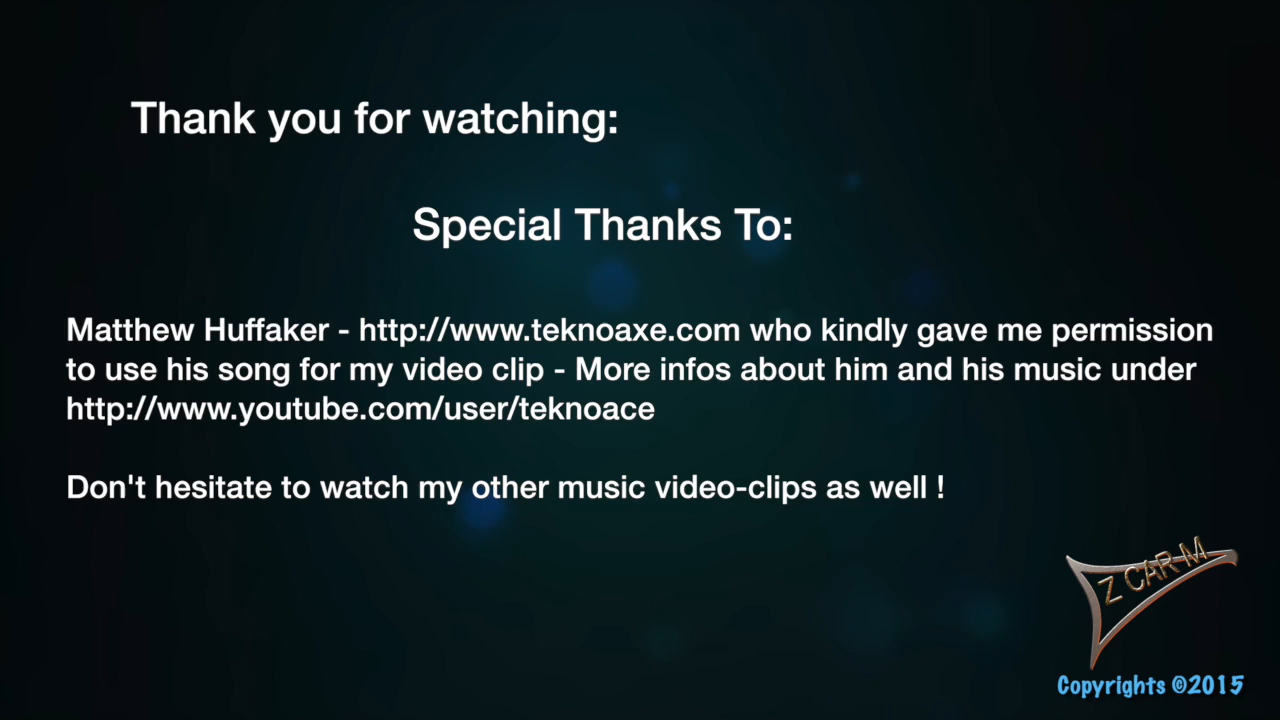 Thank you for watching:
Special Thanks To:
Matthew Huffaker - http://www.teknoaxe.com who kindly gave me permission
to use his song for my video clip - More infos about him and his music under
http://www.youtube.com/user/teknoace
Don't hesitate to watch my other music video-clips as well !
Z CAR M
Copyrights ©2015